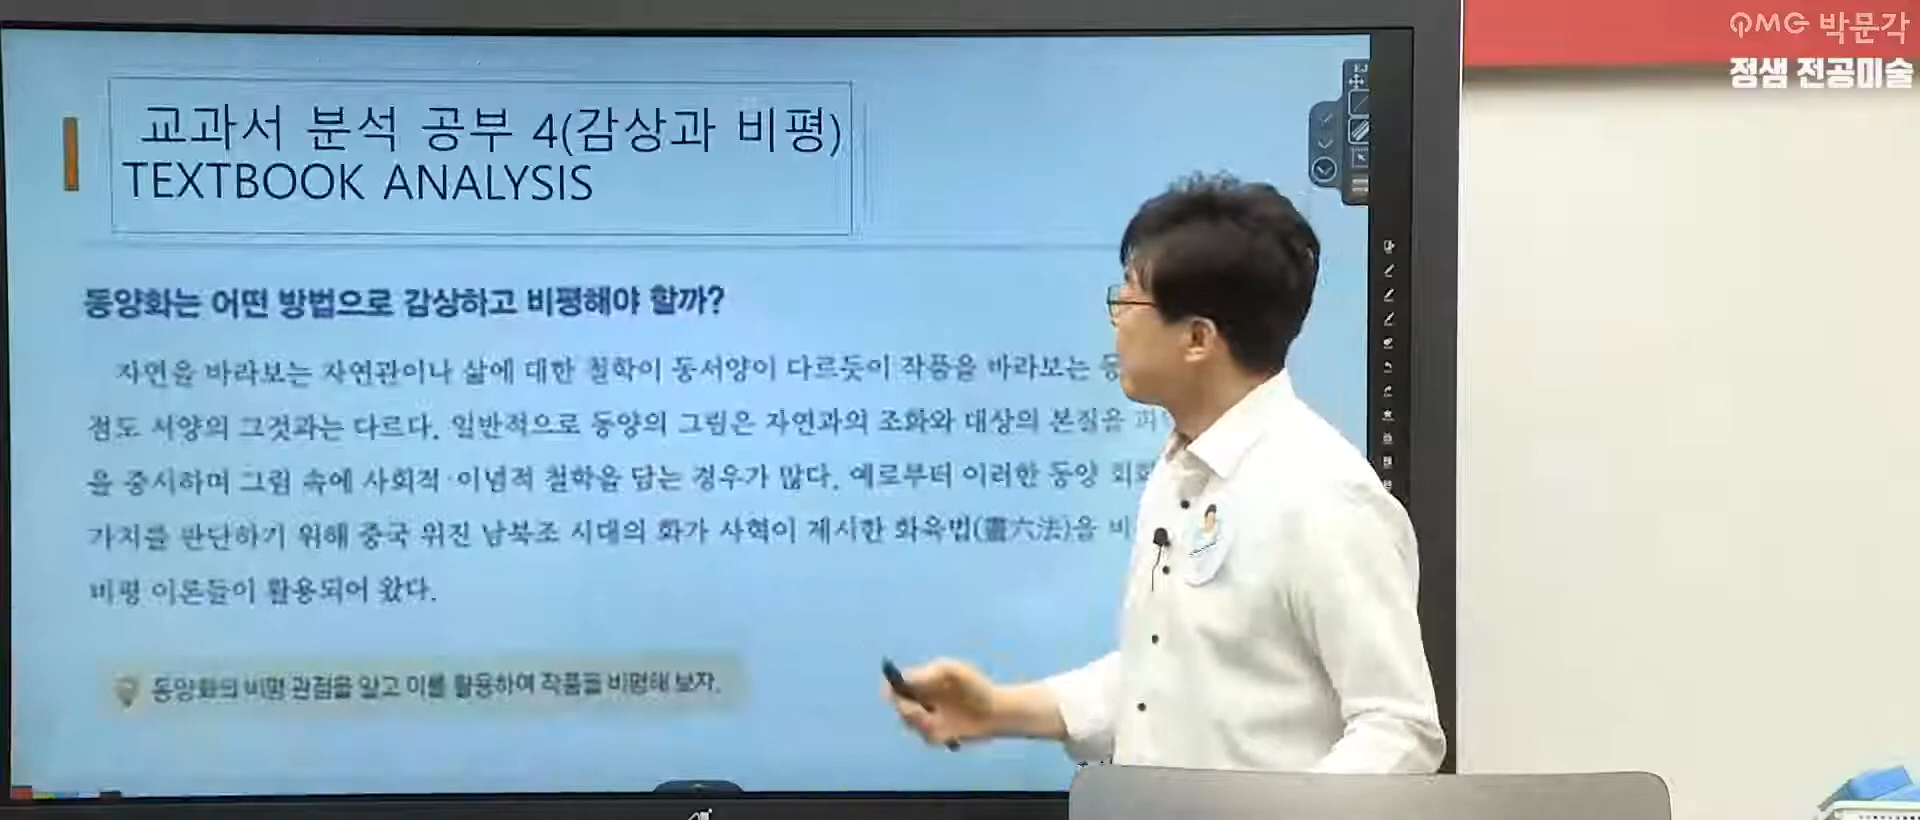 PMG 박문각
정샘 전공미술
교과서 분석 공부 4(감상과 비평)
TEXTBOOK ANALYSIS
동양화는 어떤 방법으로 감상하고 비평해야 할까?
자연을 바라보는 자연관이나 삶에 대한 철학이 동서양이 다르듯이 작품을 바라보는
점도 서양의 그것과는 다르다. 일반적으로 동양의 그림은 자연과의 조화와 대상의 본질을
을 중시하며 그림 속에 사회적·이념적 철학을 담는 경우가 많다. 예로부터 이러한 동양
가치를 판단하기 위해 중국 위진 남북조 시대의 화가 사혁이 제시한 화육법(畫六法)을
비평 이론들이 활용되어 왔다.
동양화의 비평 관점을 알고 이를 활용하여 작품을 비평해 보자.